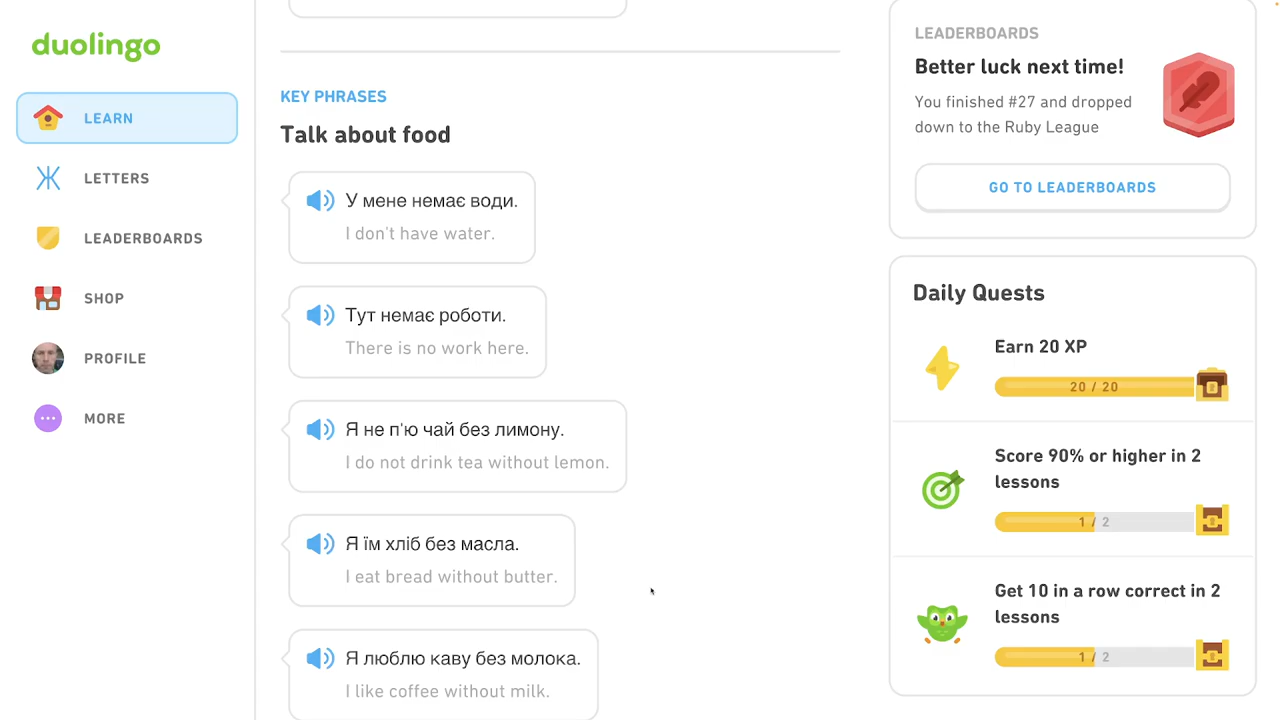 duolingo
LEARN
LETTERS
LEADERBOARDS
SHOP
PROFILE
MORE
KEY PHRASES
Talk about food
У мене немає води.
I don't have water.
Тут немає роботи.
There is no work here.
Я не п'ю чай без лимону.
I do not drink tea without lemon.
Я їм хліб без масла.
I eat bread without butter.
Я люблю каву без молока.
I like coffee without milk.
LEADERBOARDS
Better luck next time!
You finished #27 and dropped
down to the Ruby League
GO TO LEADERBOARDS
Daily Quests
Earn 20 XP
20 / 20
Score 90% or higher in 2
lessons
1 / 2
Get 10 in a row correct in 2
lessons
1 / 2